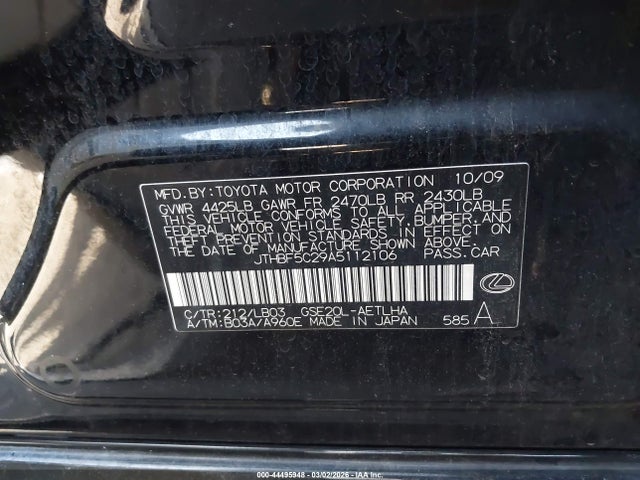 MFD.BY:TOYOTA MOTOR CORPORATION 10/09
GVWR 4425LB GAWR FR 2470LB RR 2430LB
THIS VEHICLE CONFORMS TO ALL APPLICABLE
FEDERAL MOTOR VEHICLE SAFETY,BUMPER,AND
THEFT PREVENTION STANDARDS IN EFFECT ON
THE DATE OF MANUFACTURE SHOWN ABOVE.
JTHBF5C29A5112106 PASS.CAR
C/TR:212/LB03 GSE20L-AETLHA
A/TM:B03A/A960E MADE IN JAPAN 585 A
000-44495948 - 03/02/2026 - IAA, Inc.